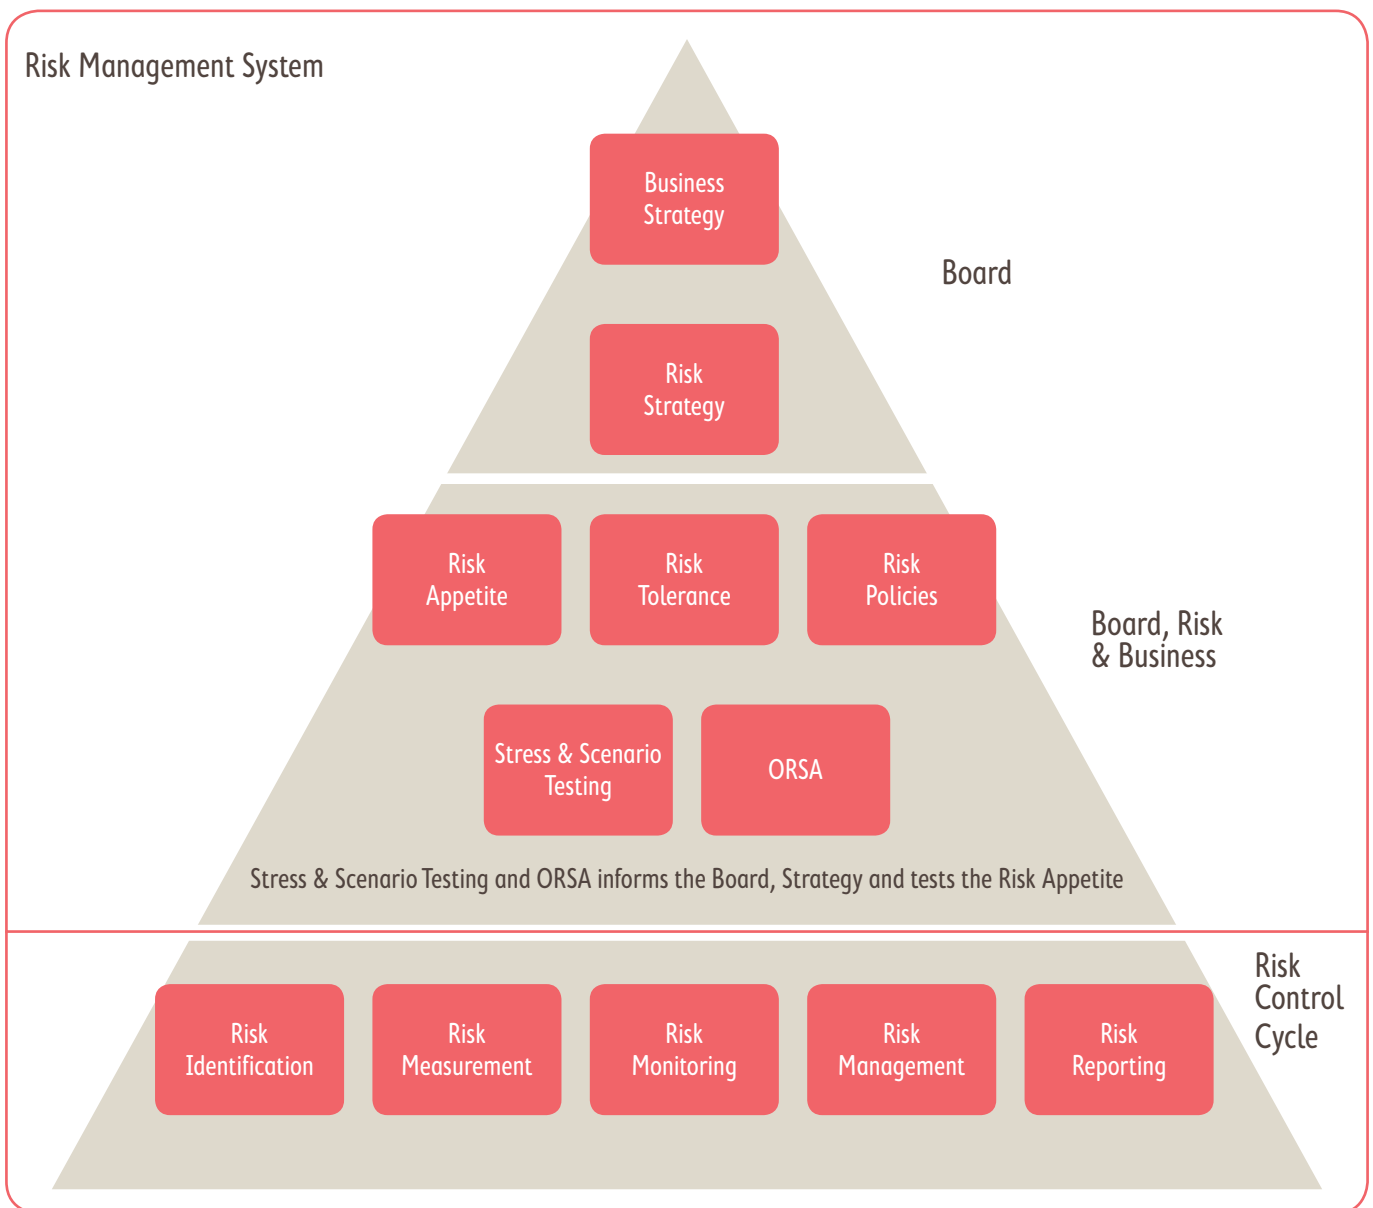 Risk Management System
Business
Strategy
Board
Risk
Strategy
Risk
Appetite
Risk
Tolerance
Risk
Policies
Board, Risk
& Business
Stress & Scenario
Testing
ORSA
Stress & Scenario Testing and ORSA informs the Board, Strategy and tests the Risk Appetite
Risk
Control
Cycle
Risk
Identification
Risk
Measurement
Risk
Monitoring
Risk
Management
Risk
Reporting